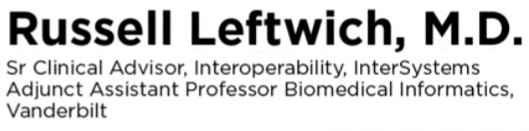 Russell Leftwich, M.D.
Sr Clinical Advisor, Interoperability, InterSystems
Adjunct Assistant Professor Biomedical Informatics,
Vanderbilt